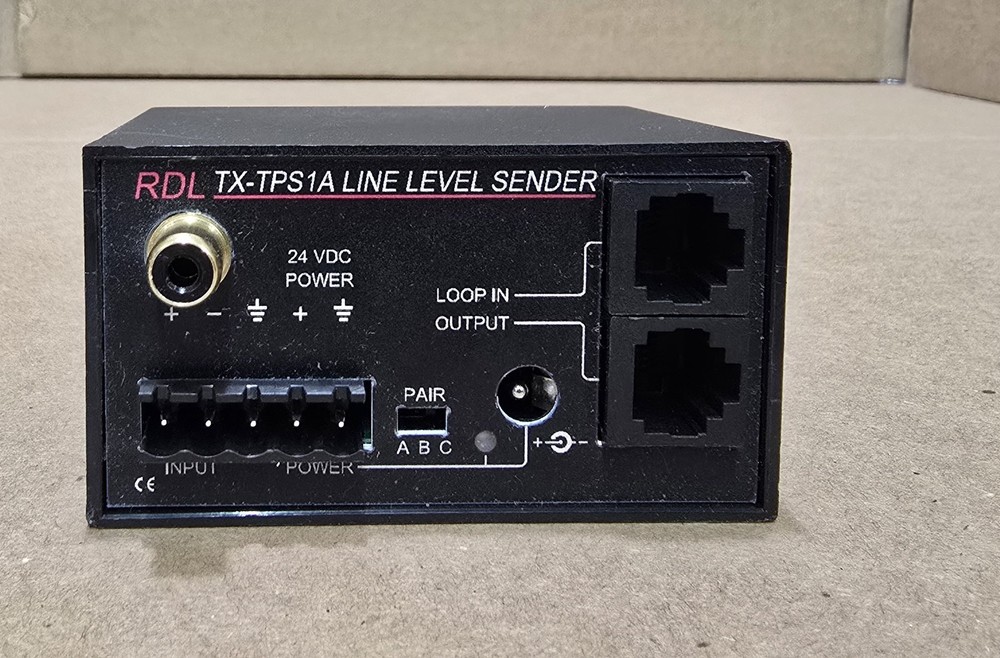 RDL TX-TPS1A LINE LEVEL SENDER
24 VDC
POWER
LOOP IN
OUTPUT
+ − + 
PAIR
A B C
+ -
INPUT POWER
CE